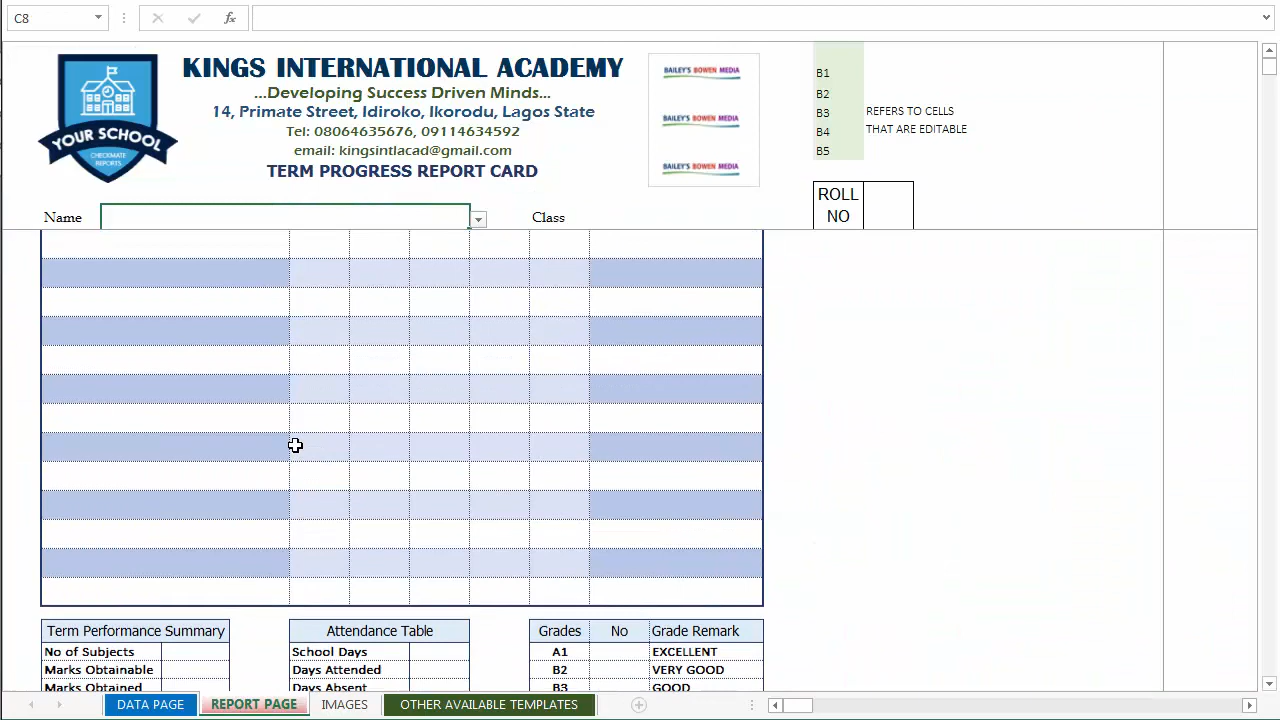 C8
fx
KINGS INTERNATIONAL ACADEMY
...Developing Success Driven Minds...
14, Primate Street, Idiroko, Ikorodu, Lagos State
Tel: 08064635676, 09114634592
email: kingsintlacad@gmail.com
TERM PROGRESS REPORT CARD
YOUR SCHOOL
CHECKMATE
REPORTS
BAILEY'S BOWEN MEDIA
BAILEY'S BOWEN MEDIA
BAILEY'S BOWEN MEDIA
B1
B2
B3 REFERS TO CELLS
B4 THAT ARE EDITABLE
B5
ROLL
NO
Name Class
Term Performance Summary Attendance Table Grades No Grade Remark
No of Subjects School Days A1 EXCELLENT
Marks Obtainable Days Attended B2 VERY GOOD
Marks Obtained Days Absent B3 GOOD
DATA PAGE REPORT PAGE IMAGES OTHER AVAILABLE TEMPLATES